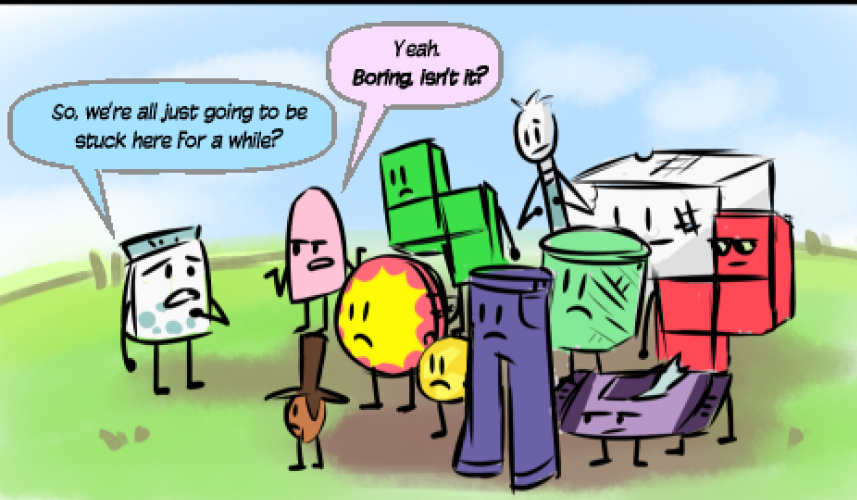 So, we're all just going to be
stuck here for a while?
Yeah.
Boring, isn't it?